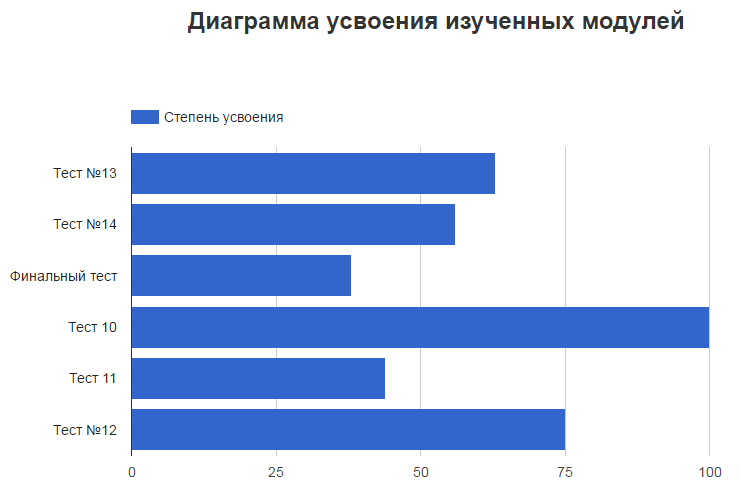 Диаграмма усвоения изученных модулей
Степень усвоения
Тест №13
Тест №14
Финальный тест
Тест 10
Тест 11
Тест №12
0 25 50 75 100